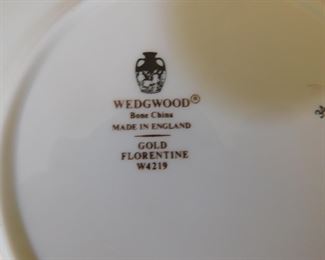 WEDGWOOD®
Bone China
MADE IN ENGLAND
GOLD
FLORENTINE
W4219